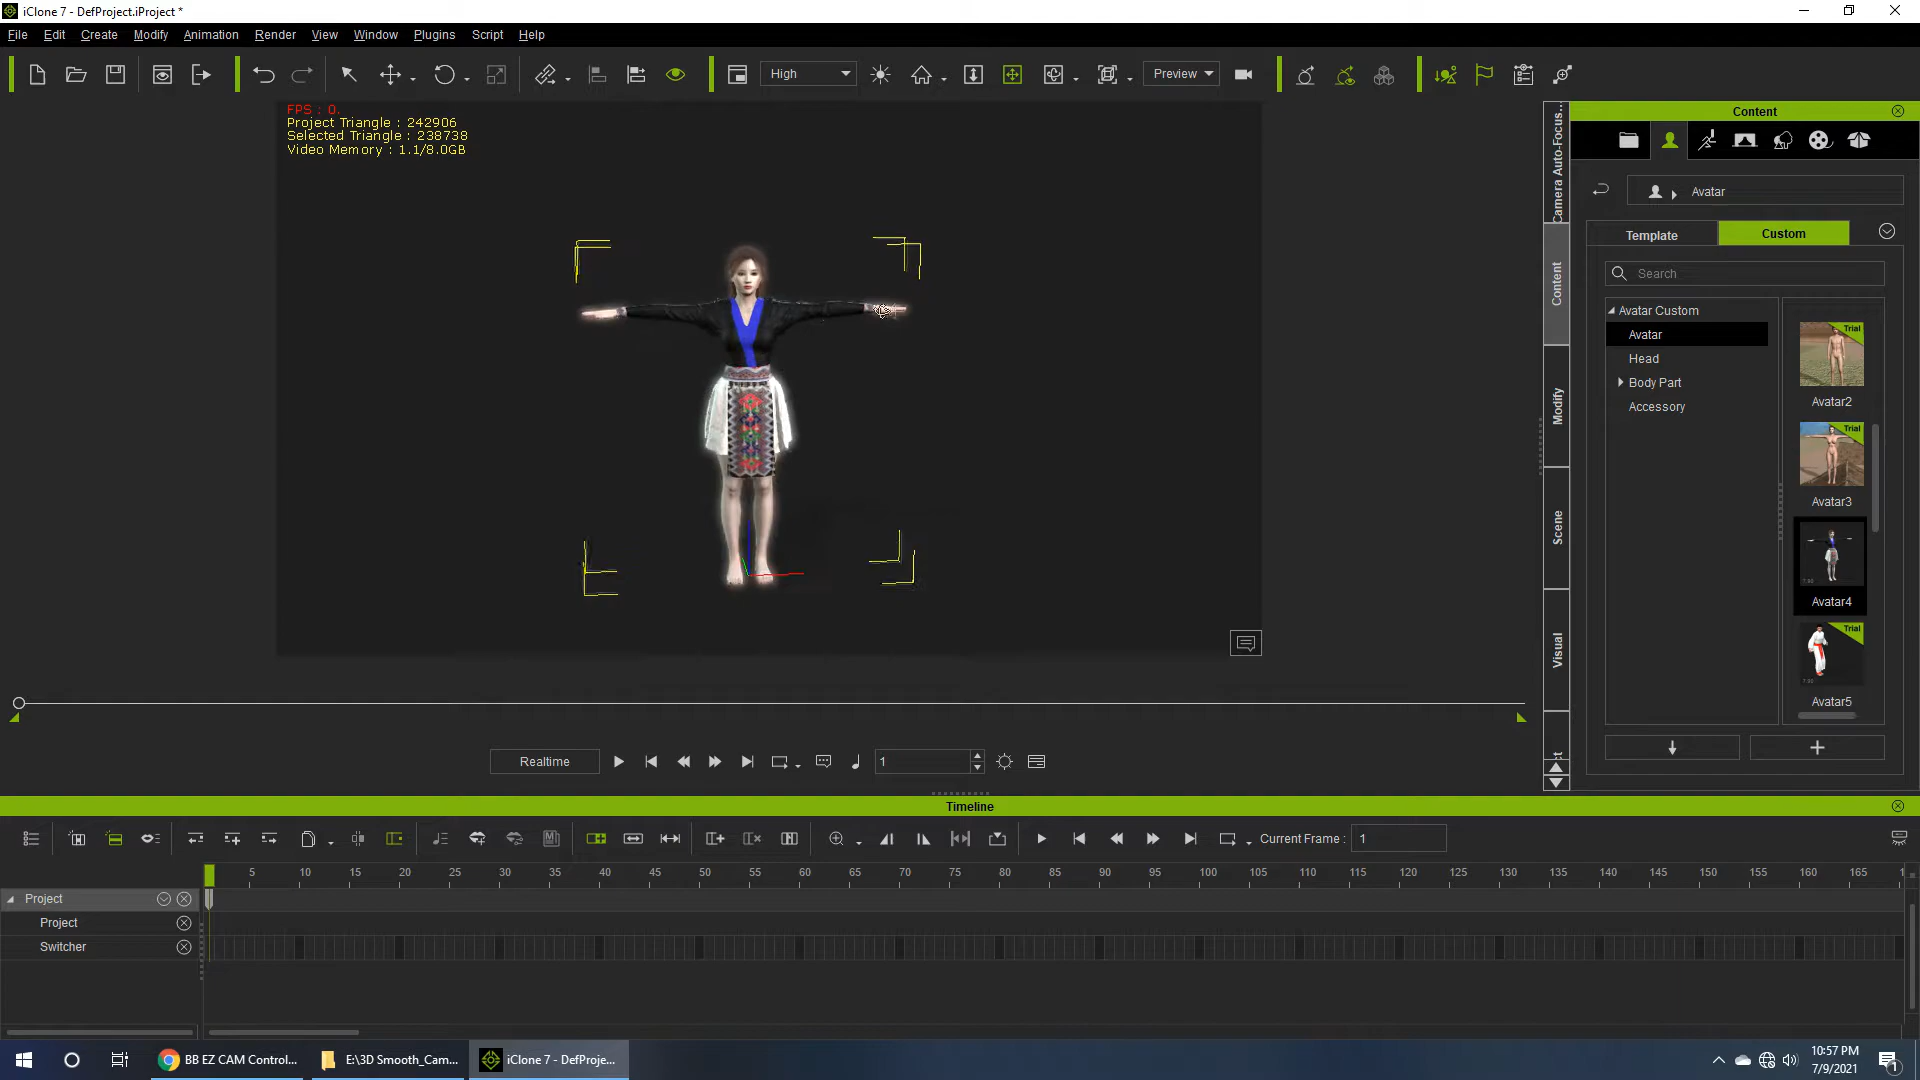 iClone 7 - DefProject.iProject *
File Edit Create Modify Animation Render View Window Plugins Script Help
High
Preview
FPS : 0.
Project Triangle : 242906
Selected Triangle : 238738
Video Memory : 1.1/8.0GB
Camera Auto-Focus...
Content
Modify
Scene
Visual
Content
Avatar
Template Custom
Search
Avatar Custom
Avatar
Head
Body Part
Accessory
Trial
Avatar2
Trial
Avatar3
Avatar4
Trial
Avatar5
Realtime
1
Timeline
Current Frame : 1
5 10 15 20 25 30 35 40 45 50 55 60 65 70 75 80 85 90 95 100 105 110 115 120 125 130 135 140 145 150 155 160 165 1
Project
Project
Switcher
BB EZ CAM Control...
E:\3D Smooth_Cam...
iClone 7 - DefProje...
10:57 PM
7/9/2021
1